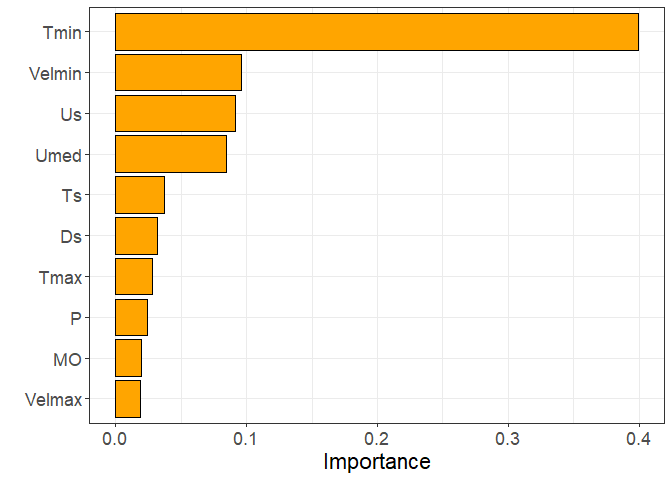 Tmin
Velmin
Us
Umed
Ts
Ds
Tmax
P
MO
Velmax
0.0 0.1 0.2 0.3 0.4
Importance